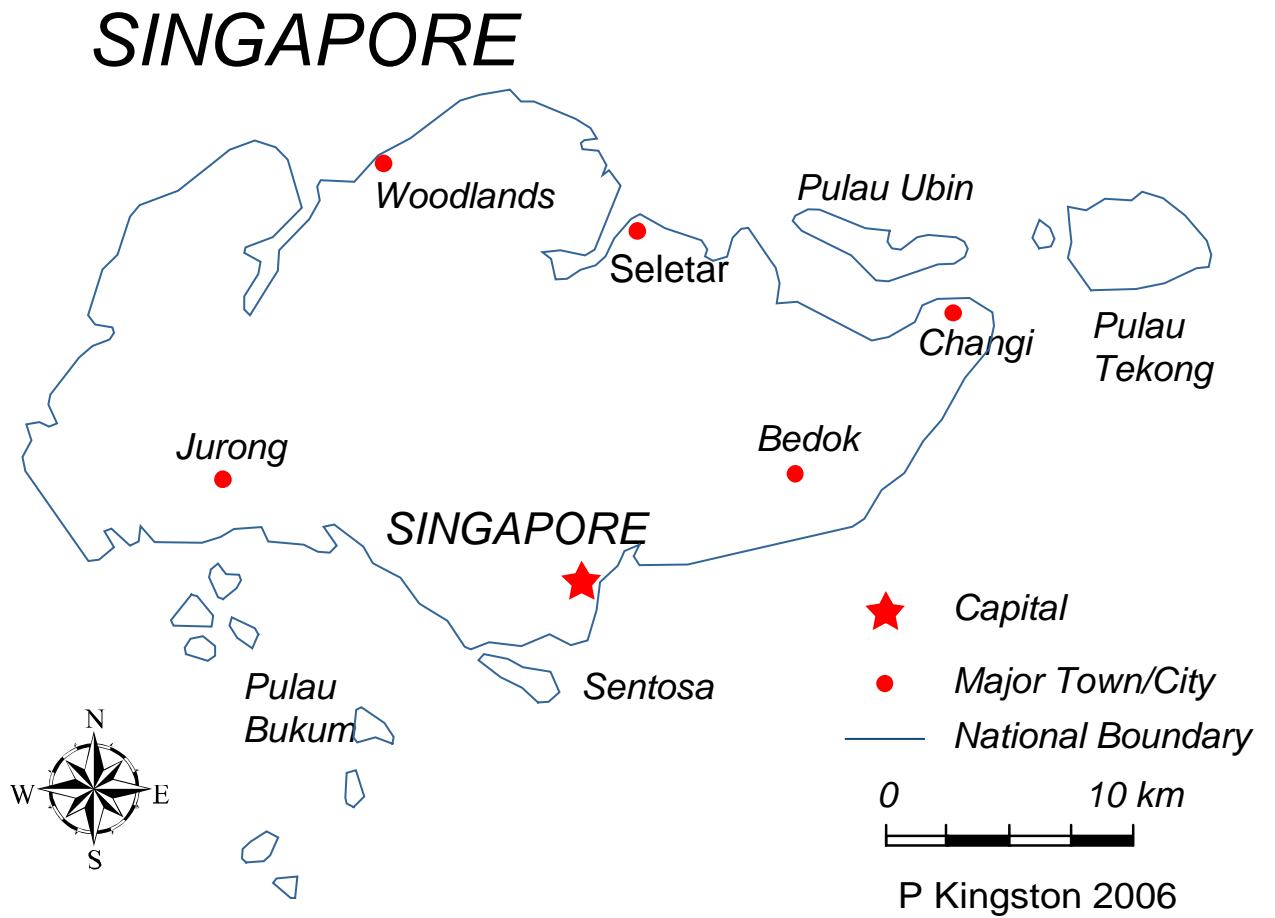 SINGAPORE
Woodlands
Pulau Ubin
Seletar
Changi
Pulau
Tekong
Jurong
Bedok
SINGAPORE
Capital
Pulau
Bukum
Sentosa
Major Town/City
National Boundary
N
W
E
S
0
10 km
P Kingston 2006